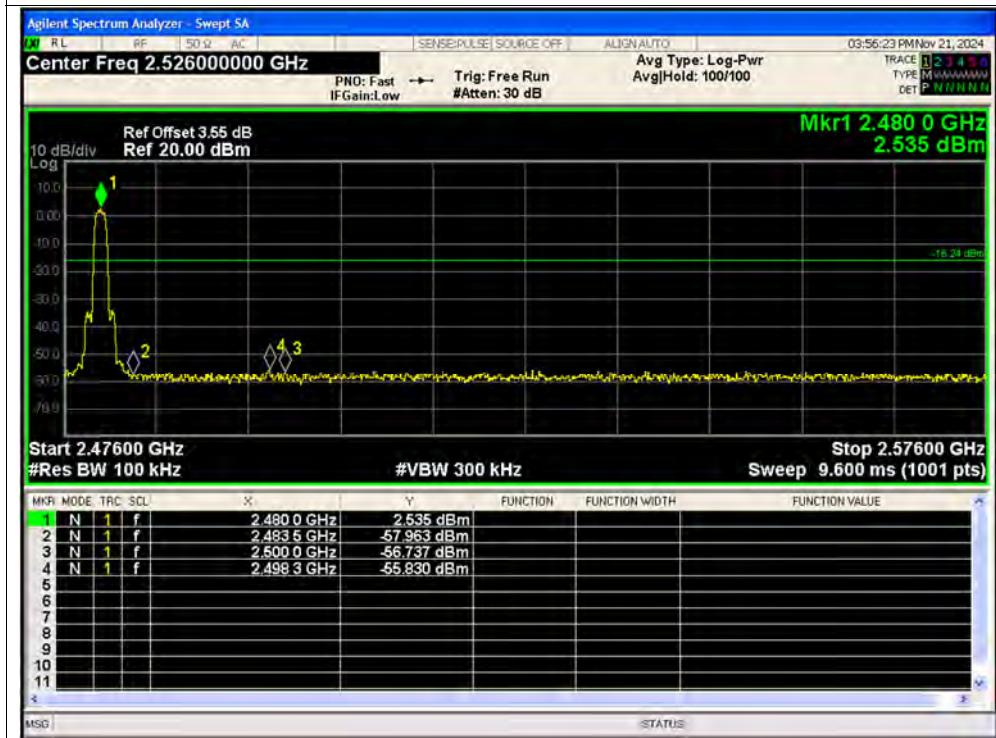 Agilent Spectrum Analyzer - Swept SA
RL RF 50 Ω AC SENSE:PULSE SOURCE OFF ALIGN AUTO 03:56:23 PM Nov 21, 2024
Center Freq 2.526000000 GHz
PNO: Fast
IFGain:Low
Trig: Free Run
#Atten: 30 dB
Avg Type: Log-Pwr
Avg|Hold: 100/100
TRACE 1 2 3 4 5 6
TYPE M
DET P N N N N N
Mkr1 2.480 0 GHz
2.535 dBm
Ref Offset 3.55 dB
10 dB/div Ref 20.00 dBm
Log
1
10.0
0.00
-10.0
-16.24 dBm
-20.0
-30.0
-40.0
-50.0
2 4 3
-60.0
-70.0
Start 2.47600 GHz Stop 2.57600 GHz
#Res BW 100 kHz #VBW 300 kHz Sweep 9.600 ms (1001 pts)
MKR MODE TRC SCL X Y FUNCTION FUNCTION WIDTH FUNCTION VALUE
1 N 1 f 2.480 0 GHz 2.535 dBm
2 N 1 f 2.483 5 GHz -57.963 dBm
3 N 1 f 2.500 0 GHz -56.737 dBm
4 N 1 f 2.498 3 GHz -55.830 dBm
5
6
7
8
9
10
11
MSG STATUS